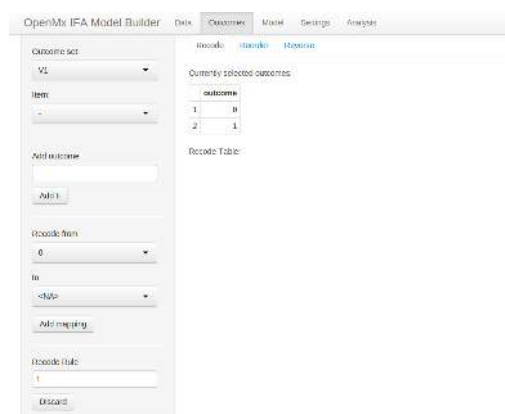 OpenMx IFA Model Builder Data Outcomes Model Settings Analysis
Outcome set
V1
Item:
-
Add outcome
Add It
Recode from
0
to
<NA>
Add mapping
Recode Rule
Discard
Recode Reorder Reverse
Currently selected outcomes:
outcome
1 0
2 1
Recode Table: